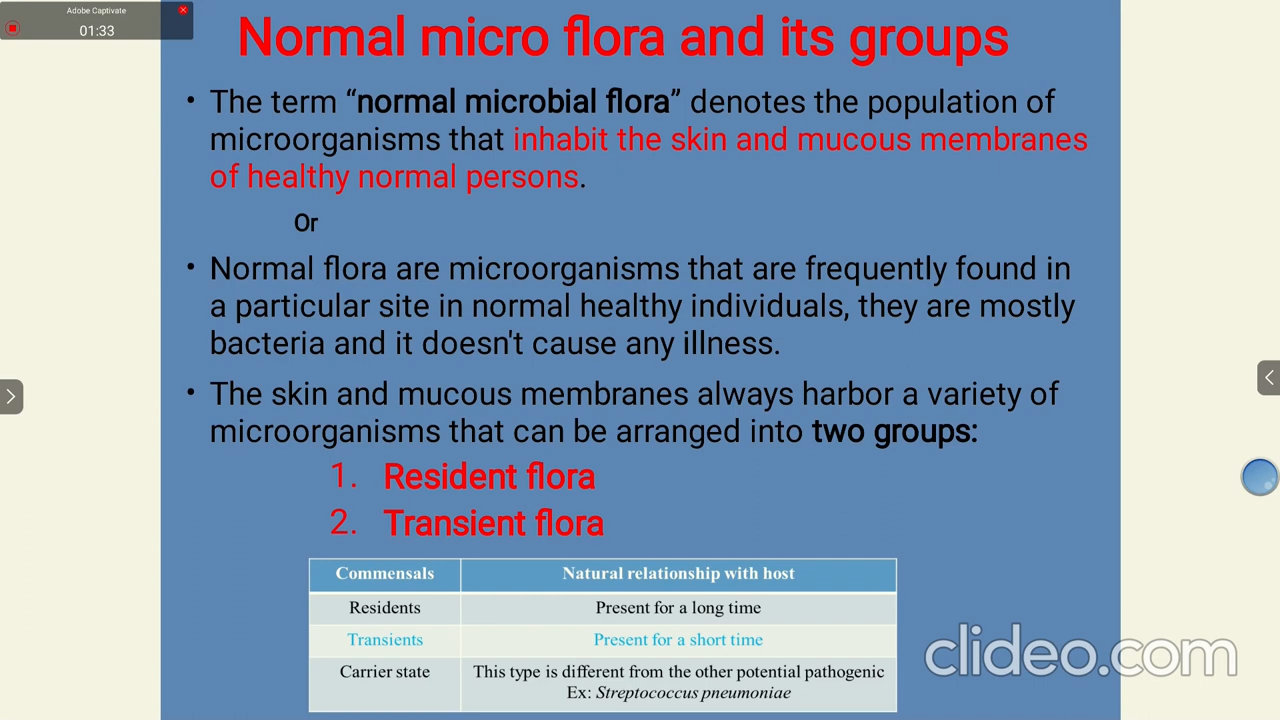 Adobe Captivate
01:33
Normal micro flora and its groups
• The term “normal microbial flora” denotes the population of
microorganisms that inhabit the skin and mucous membranes
of healthy normal persons.
Or
• Normal flora are microorganisms that are frequently found in
a particular site in normal healthy individuals, they are mostly
bacteria and it doesn't cause any illness.
• The skin and mucous membranes always harbor a variety of
microorganisms that can be arranged into two groups:
1. Resident flora
2. Transient flora
Commensals Natural relationship with host
Residents Present for a long time
Transients Present for a short time
Carrier state This type is different from the other potential pathogenic
Ex: Streptococcus pneumoniae
clideo.com